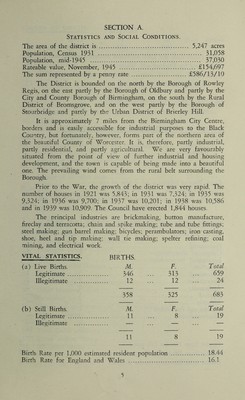 SECTION A.
STATISTICS AND SOCIAL CONDITIONS.
The area of the district is ........ 5,247 acres
Population, Census 1931 ........ 31,058
Population, mid-1945 ........ 37,030
Rateable value, November, 1945 ........ £154,097
The sum represented by a penny rate ........ £586/13/10
The District is bounded on the north by the Borough of Rowley
Regis, on the east partly by the Borough of Oldbury and partly by the
City and County Borough of Birmingham, on the south by the Rural
District of Bromsgrove, and on the west partly by the Borough of
Stourbridge and partly by the Urban District of Brierley Hill.
It is approximately 7 miles from the Birmingham City Centre,
borders and is easily accessible for industrial purposes to the Black
Country, but fortunately, however, forms part of the northern area of
the beautiful County of Worcester. It is, therefore, partly industrial,
partly residential, and partly agricultural. We are very favourably
situated from the point of view of further industrial and housing
development, and the town is capable of being made into a beautiful
one. The prevailing wind comes from the rural belt surrounding the
Borough.
Prior to the War, the growth of the district was very rapid. The
number of houses in 1921 was 5,843; in 1931 was 7,324; in 1935 was
9,324; in 1936 was 9,700; in 1937 was 10,201; in 1938 was 10,586
and in 1939 was 10,909. The Council have erected 1,844 houses.
The principal industries are brickmaking, button manufacture,
fireclay and terracotta; chain and spike making; tube and tube fittings;
steel making; gun barrel making; bicycles; perambulators; iron casting,
shoe, heel and tip making; wall tie making; spelter refining; coal
mining, and electrical work.
VITAL STATISTICS. BIRTHS.
(a) Live Births. M. F. Total
Legitimate ........ 346 ... 313 ... 659
Illegitimate ........ 12 ... 12 ... 24
358 325 683
(b) Still Births. M. F. Total
Legitimate ........ 11 ... 8 ... 19
Illegitimate ........ — ... — ... —
11 8 19
Birth Rate per 1,000 estimated resident population ........ 18.44
Birth Rate for England and Wales ........ 16.1
5